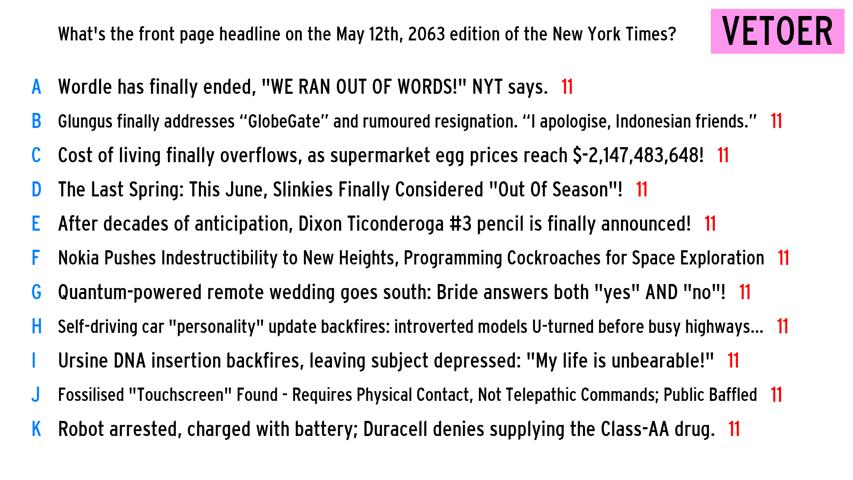 What's the front page headline on the May 12th, 2063 edition of the New York Times?
VETOER
A Wordle has finally ended, "WE RAN OUT OF WORDS!" NYT says. 11
B Glungus finally addresses “GlobeGate” and rumoured resignation. “I apologise, Indonesian friends.” 11
C Cost of living finally overflows, as supermarket egg prices reach $-2,147,483,648! 11
D The Last Spring: This June, Slinkies Finally Considered "Out Of Season"! 11
E After decades of anticipation, Dixon Ticonderoga #3 pencil is finally announced! 11
F Nokia Pushes Indestructibility to New Heights, Programming Cockroaches for Space Exploration 11
G Quantum-powered remote wedding goes south: Bride answers both "yes" AND "no"! 11
H Self-driving car "personality" update backfires: introverted models U-turned before busy highways... 11
I Ursine DNA insertion backfires, leaving subject depressed: "My life is unbearable!" 11
J Fossilised "Touchscreen" Found - Requires Physical Contact, Not Telepathic Commands; Public Baffled 11
K Robot arrested, charged with battery; Duracell denies supplying the Class-AA drug. 11